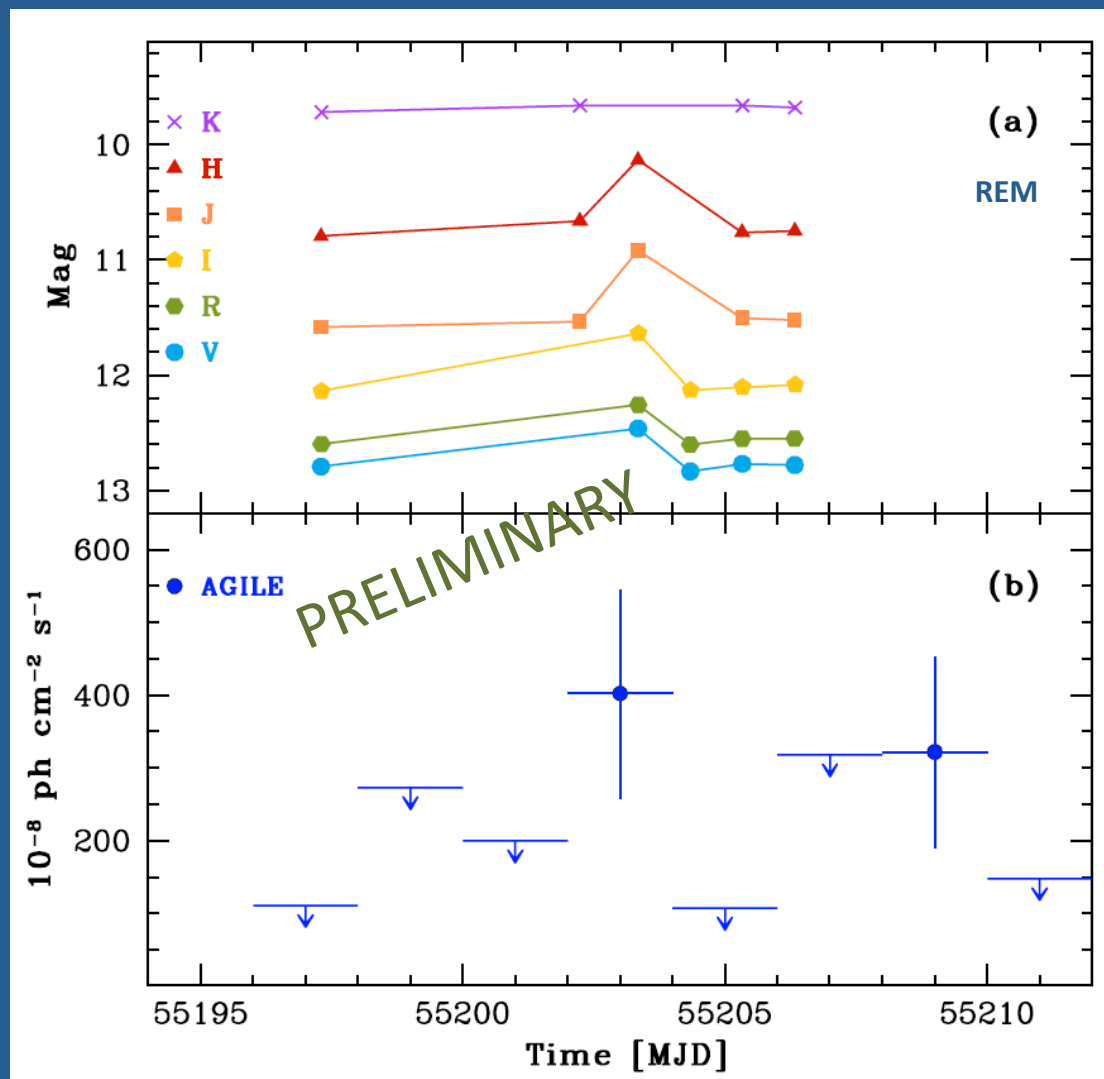 (a)
K
H
J
I
R
V
REM
Mag
10
11
12
13
PRELIMINARY
AGILE
(b)
10⁻⁸ ph cm⁻² s⁻¹
600
400
200
55195 55200 55205 55210
Time [MJD]